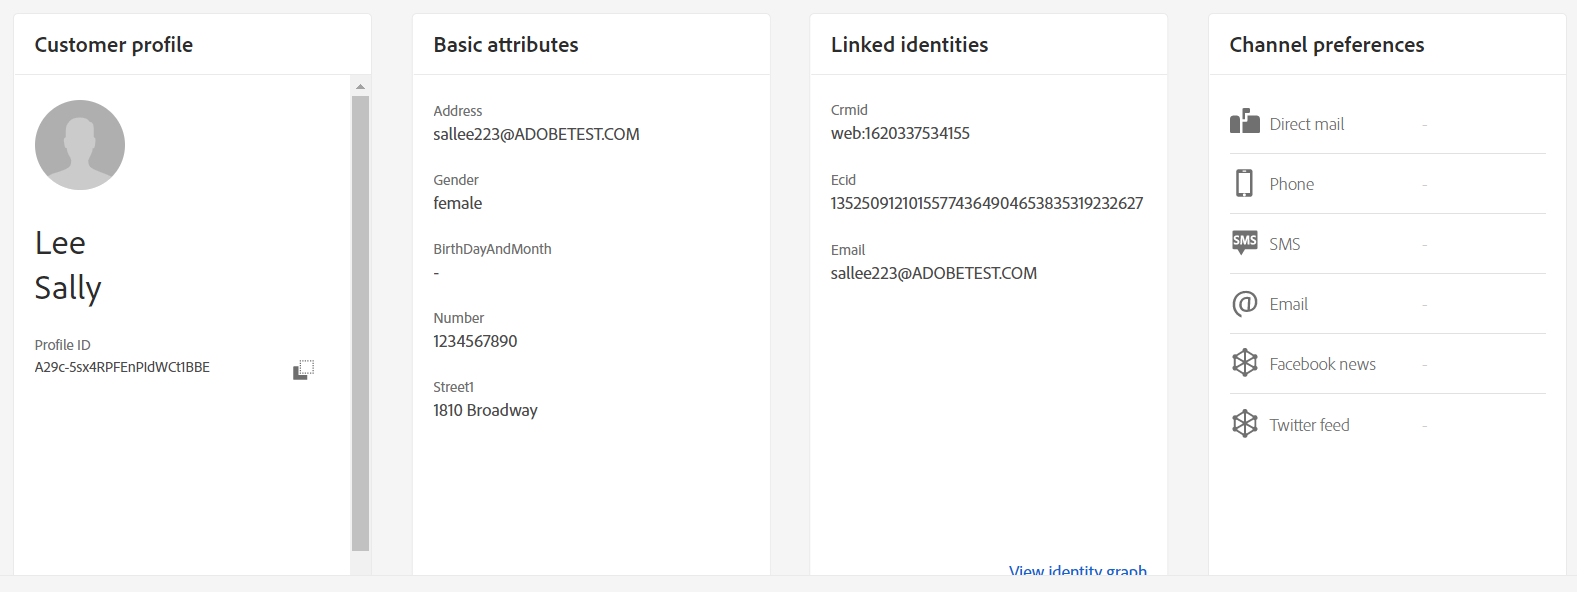 Customer profile
Lee
Sally
Profile ID
A29c-5sx4RPFEnPIdWCt1BBE
Basic attributes
Address
sallee223@ADOBETEST.COM
Gender
female
BirthDayAndMonth
-
Number
1234567890
Street1
1810 Broadway
Linked identities
Crmid
web:1620337534155
Ecid
13525091210155774364904653835319232627
Email
sallee223@ADOBETEST.COM
View identity graph
Channel preferences
Direct mail -
Phone -
SMS SMS -
Email -
Facebook news -
Twitter feed -